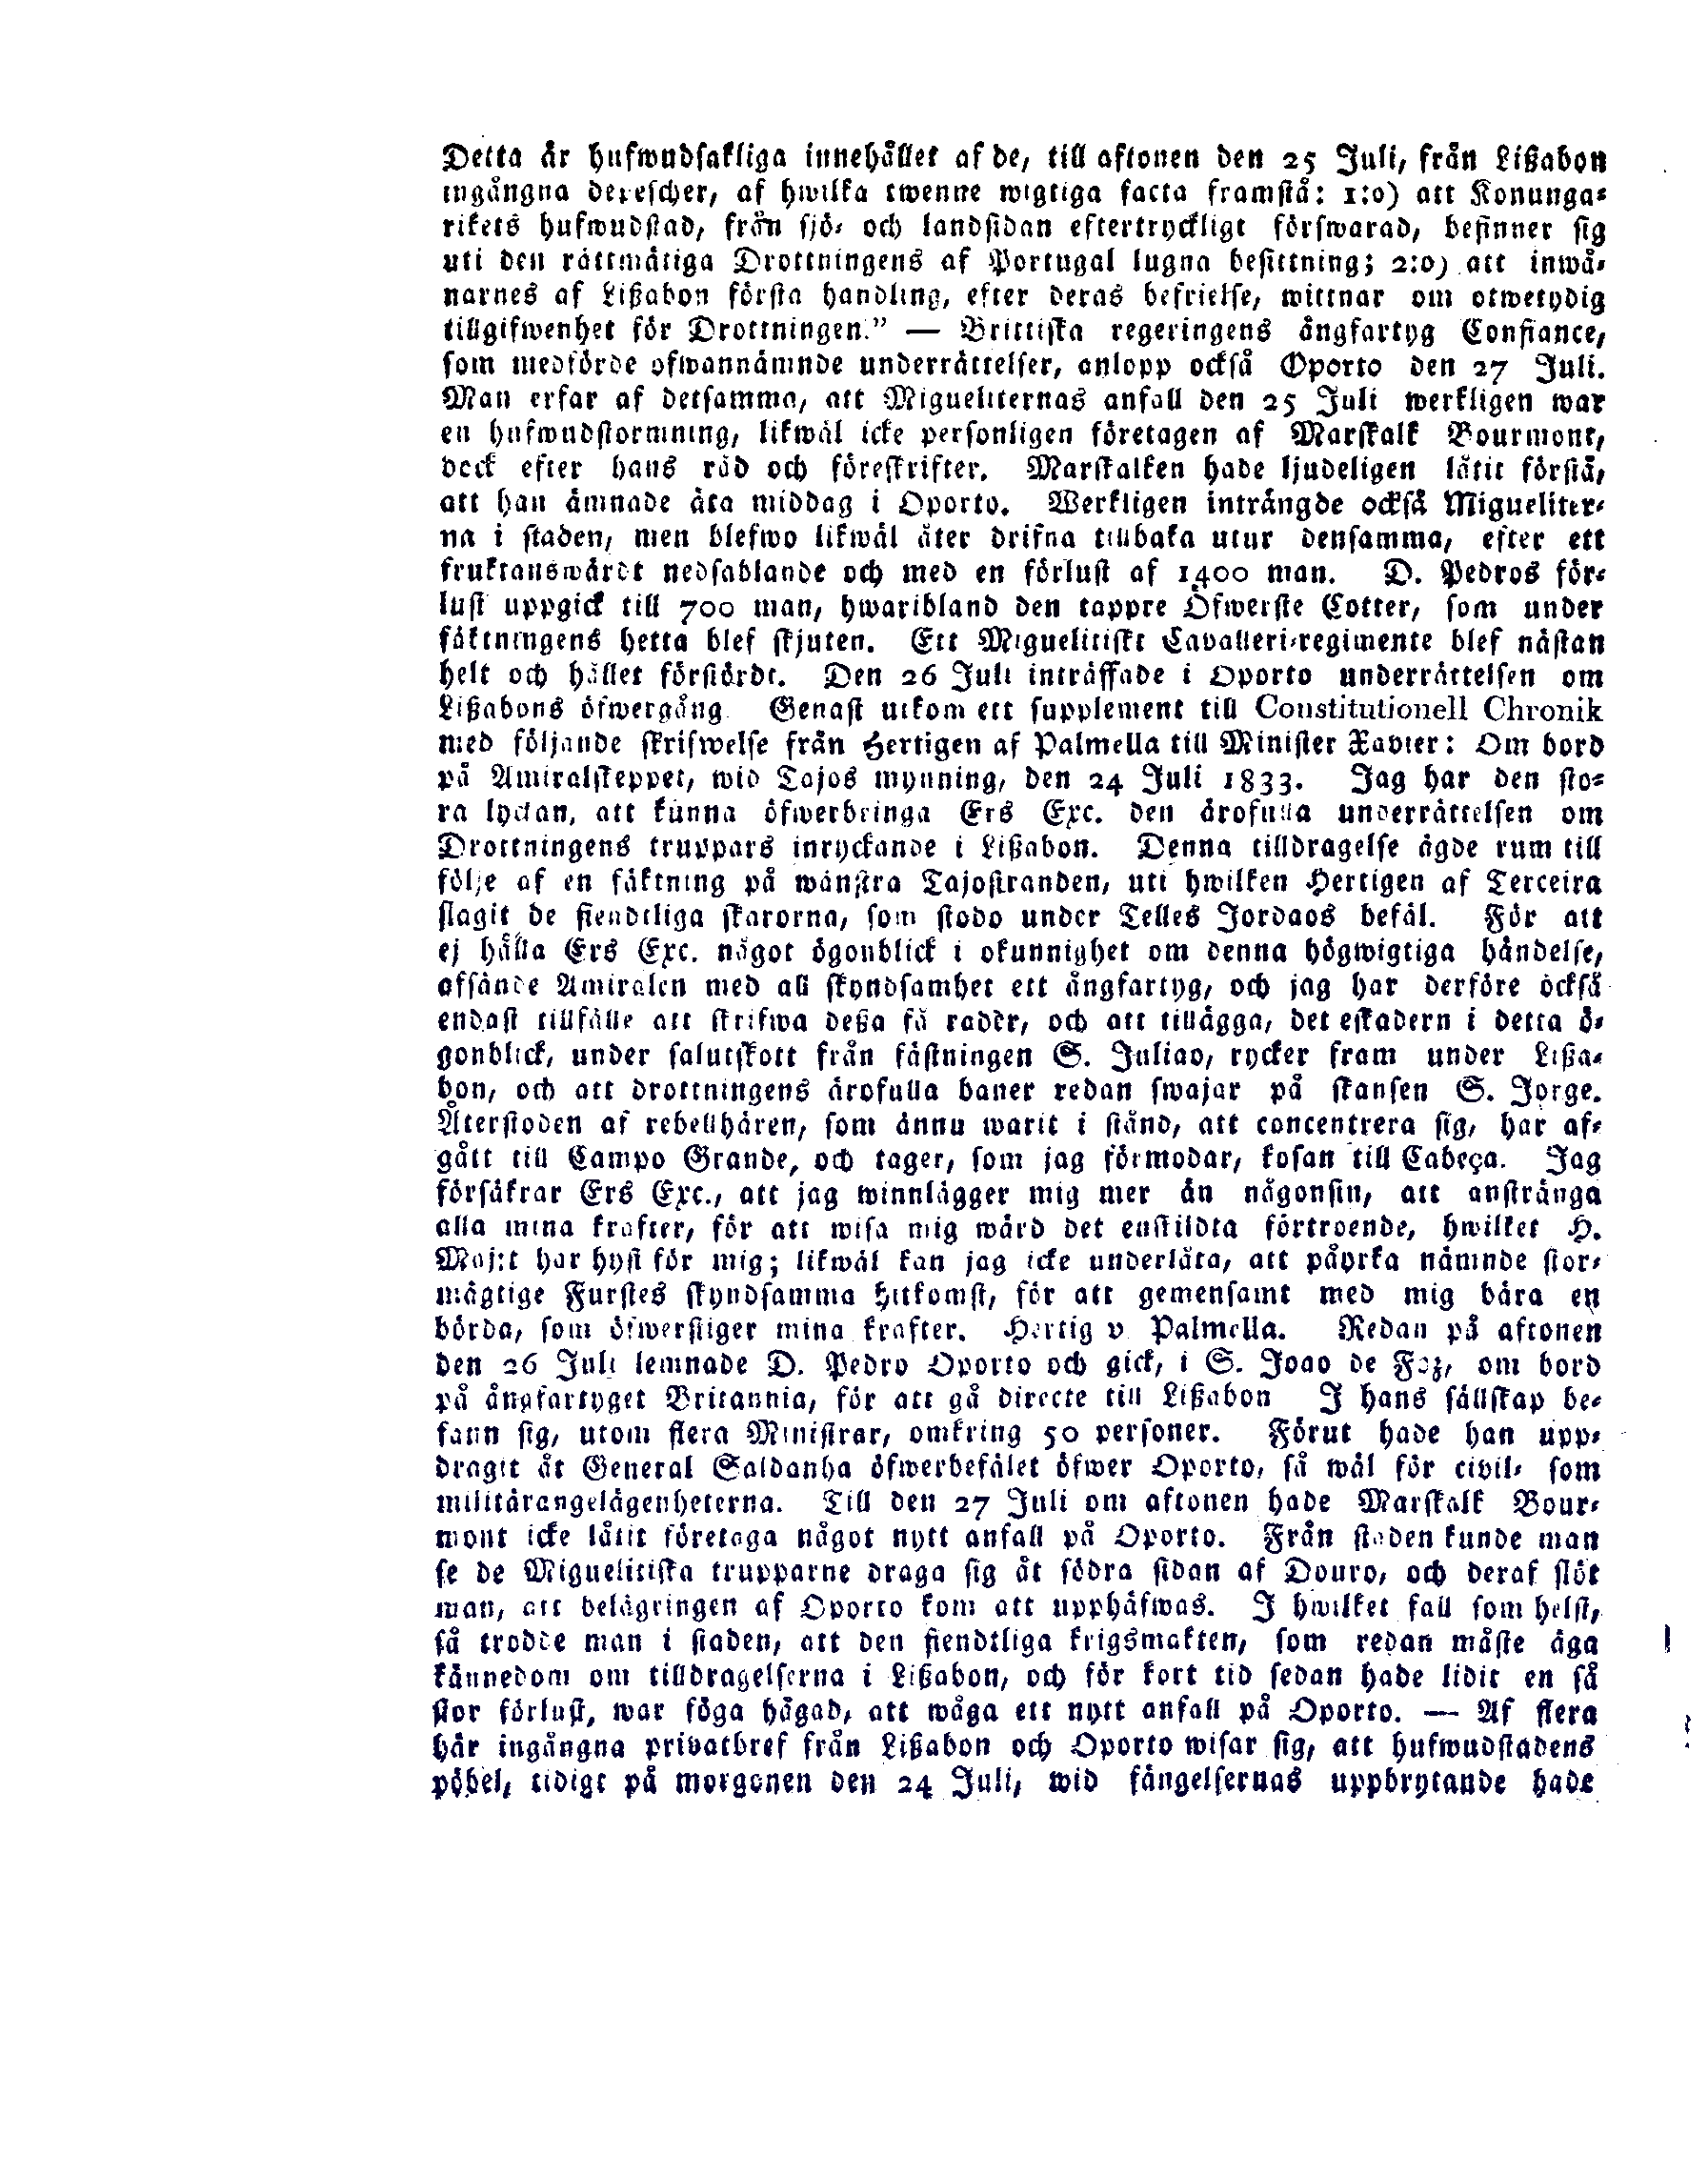 Detta är hufwudsakliga innehållet af de, till aftonen den 25 Juli, från Lißabon
ingångna depescher, af hwilka twenne wigtiga facta framstå: 1:o) att Konunga-
rikets hufwudstad, från sjö- och landsidan eftertryckligt förswarad, befinner sig
uti den rättmätiga Drottningens af Portugal lugna besittning; 2:o) att inwå-
narnes af Lißabon första handling, efter deras befrielse, wittnar om otwetydig
tillgifwenhet för Drottningen." — Brittiska regeringens ångfartyg Confiance,
som medförde ofwannämnde underrättelser, anlopp också Oporto den 27 Juli.
Man erfar af detsamma, att Migueliternas anfall den 25 Juli werkligen war
en hufwudstormning, likwäl icke personligen företagen af Marskalk Bourmont,
dock efter hans råd och föreskrifter. Marskalken hade ljudeligen låtit förstå,
att han ämnade äta middag i Oporto. Werkligen inträngde också Migueliter-
na i staden, men blefwo likwäl åter drifna tillbaka utur densamma, efter ett
fruktanswärdt nedsablande och med en förlust af 1400 man. D. Pedros för-
lust uppgick till 700 man, hwaribland den tappre Öfwerste Cotter, som under
fäktningens hetta blef skjuten. Ett Miguelitiskt Cavalleri-regimente blef nästan
helt och hållet förstördt. Den 26 Juli inträffade i Oporto underrättelsen om
Lißabons öfwergång. Genast utkom ett supplement till Constitutionell Chronik
med följande skrifwelse från Hertigen af Palmella till Minister Xavier: Om bord
på Amiralskeppet, wid Tajos mynning, den 24 Juli 1833. Jag har den sto-
ra lyckan, att kunna öfwerbringa Ers Exc. den ärofulla underrättelsen om
Drottningens truppars inryckande i Lißabon. Denna tilldragelse ägde rum till
följe af en fäktning på wänstra Tajostranden, uti hwilken Hertigen af Terceira
slagit de fiendtliga skarorna, som stodo under Telles Jordaos befäl. För att
ej hålla Ers Exc. något ögonblick i okunnighet om denna högwigtiga händelse,
afsände Amiralen med all skyndsamhet ett ångfartyg, och jag har derföre också
endast tillfälle att skrifwa deßa få rader, och att tillägga, det eskadern i detta ö-
gonblick, under salutskott från fästningen S. Juliao, rycker fram under Lißa-
bon, och att drottningens ärofulla baner redan swajar på skansen S. Jorge.
Återstoden af rebellhären, som ännu warit i stånd, att concentrera sig, har af-
gått till Campo Grande, och tager, som jag förmodar, kosan till Cabeça. Jag
försäkrar Ers Exc., att jag winnlägger mig mer än någonsin, att anstränga
alla mina krafter, för att wisa mig wärd det enskildta förtroende, hwilket H.
Maj:t har hyst för mig; likwäl kan jag icke underlåta, att påyrka nämnde stor-
mägtige Furstes skyndsamma hitkomst, för att gemensamt med mig bära en
börda, som öfwerstiger mina krafter. Hertig v. Palmella. Redan på aftonen
den 26 Juli lemnade D. Pedro Oporto och gick, i S. Joao de Foz, om bord
på ångfartyget Britannia, för att gå directe till Lißabon I hans sällskap be-
fann sig, utom flera Ministrar, omkring 50 personer. Förut hade han upp-
dragit åt General Saldanha öfwerbefälet öfwer Oporto, så wäl för civil- som
militärangelägenheterna. Till den 27 Juli om aftonen hade Marskalk Bour-
mont icke låtit företaga något nytt anfall på Oporto. Från staden kunde man
se de Miguelitiska trupparne draga sig åt södra sidan af Douro, och deraf slöt
man, att belägringen af Oporto kom att upphäfwas. I hwilket fall som helst,
så trodde man i staden, att den fiendtliga krigsmakten, som redan måste äga
kännedom om tilldragelserna i Lißabon, och för kort tid sedan hade lidit en så
stor förlust, war föga hågad, att wåga ett nytt anfall på Oporto. — Af flera
här ingångna privatbref från Lißabon och Oporto wisar sig, att hufwudstadens
pöbel, tidigt på morgonen den 24 Juli, wid fängelsernas uppbrytande hade